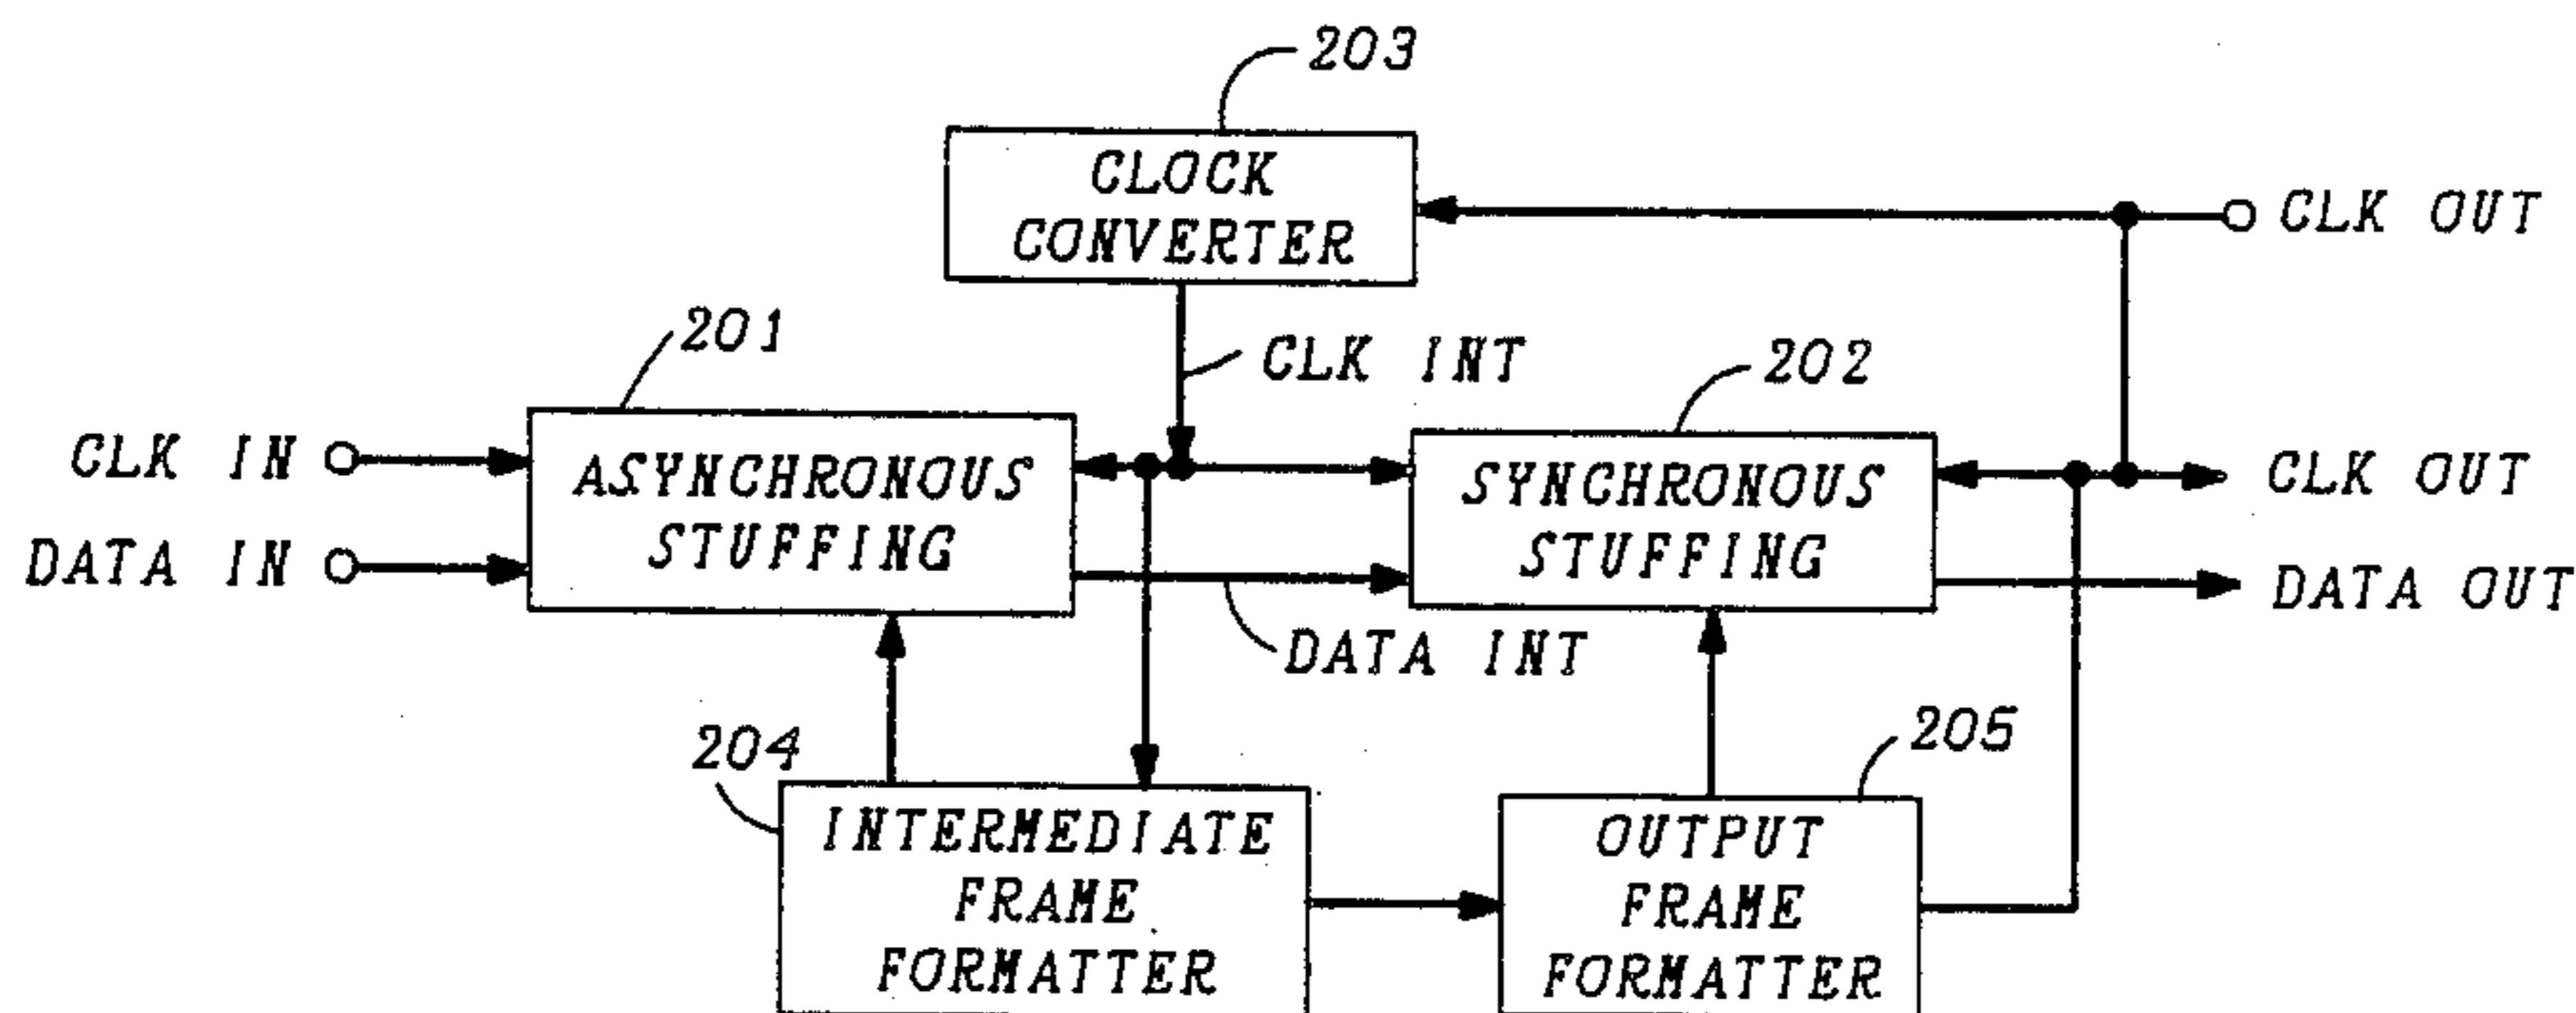 203
CLOCK
CONVERTER
CLK OUT
201
CLK INT
202
CLK IN
ASYNCHRONOUS
STUFFING
SYNCHRONOUS
STUFFING
CLK OUT
DATA IN
DATA OUT
DATA INT
204
205
INTERMEDIATE
FRAME
FORMATTER
OUTPUT
FRAME
FORMATTER